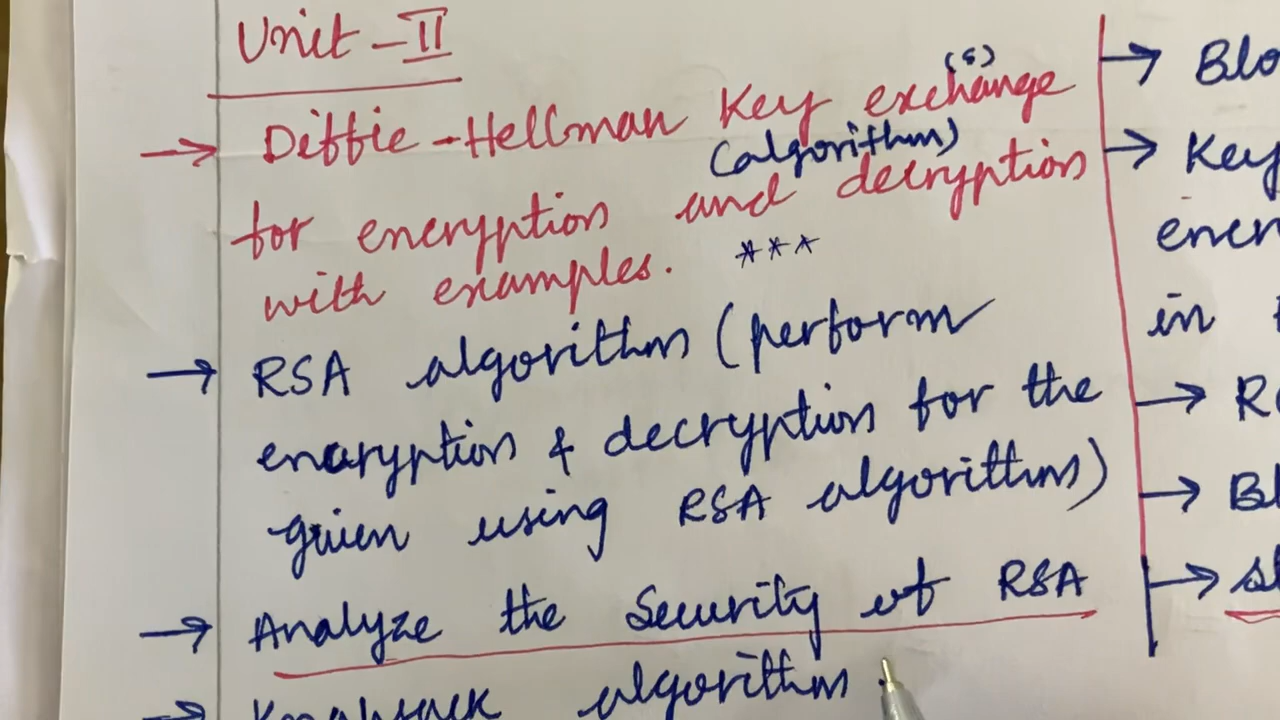 Unit - II
→ Diffie - Hellman Key exchange (s)
(algorithm)
for encryption and decryption
with examples. ***
→ RSA algorithm (perform
encryption & decryption for the
given using RSA algorithm)
→ Analyze the Security of RSA
→ Knapsack algorithm.
→ Blo
→ Key
encr
in
→ R
→ Bl
→